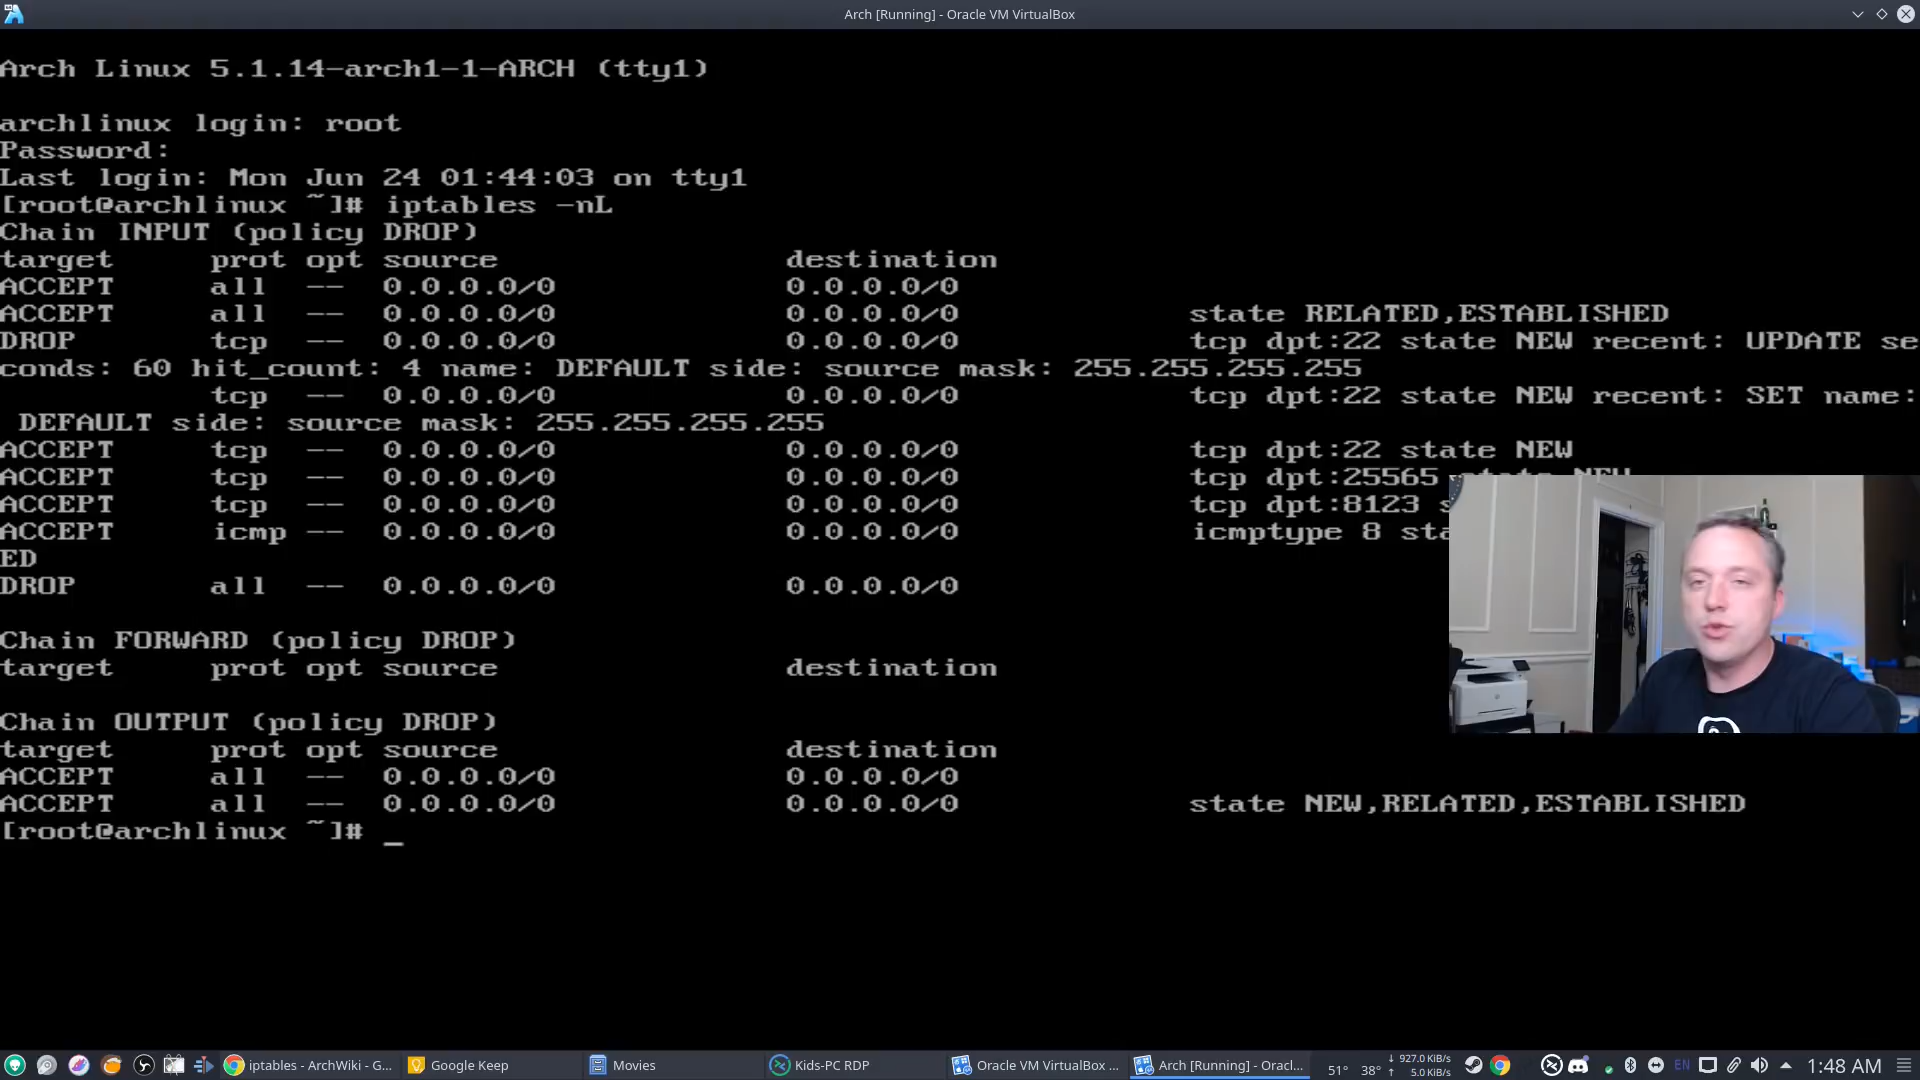 Arch [Running] - Oracle VM VirtualBox
Arch Linux 5.1.14-arch1-1-ARCH (tty1)
archlinux login: root
Password:
Last login: Mon Jun 24 01:44:03 on tty1
[root@archlinux ~]# iptables -nL
Chain INPUT (policy DROP)
target prot opt source destination
ACCEPT all -- 0.0.0.0/0 0.0.0.0/0
ACCEPT all -- 0.0.0.0/0 0.0.0.0/0 state RELATED,ESTABLISHED
DROP tcp -- 0.0.0.0/0 0.0.0.0/0 tcp dpt:22 state NEW recent: UPDATE se
conds: 60 hit_count: 4 name: DEFAULT side: source mask: 255.255.255.255
tcp -- 0.0.0.0/0 0.0.0.0/0 tcp dpt:22 state NEW recent: SET name:
DEFAULT side: source mask: 255.255.255.255
ACCEPT tcp -- 0.0.0.0/0 0.0.0.0/0 tcp dpt:22 state NEW
ACCEPT tcp -- 0.0.0.0/0 0.0.0.0/0 tcp dpt:25565 state NEW
ACCEPT tcp -- 0.0.0.0/0 0.0.0.0/0 tcp dpt:8123
ACCEPT icmp -- 0.0.0.0/0 0.0.0.0/0 icmptype 8
ED
DROP all -- 0.0.0.0/0 0.0.0.0/0
Chain FORWARD (policy DROP)
target prot opt source destination
Chain OUTPUT (policy DROP)
target prot opt source destination
ACCEPT all -- 0.0.0.0/0 0.0.0.0/0
ACCEPT all -- 0.0.0.0/0 0.0.0.0/0 state NEW,RELATED,ESTABLISHED
[root@archlinux ~]# _
iptables - ArchWiki - G... Google Keep Movies Kids-PC RDP Oracle VM VirtualBox ... Arch [Running] - Oracl... 51° 38° ↓ 927.0 KiB/s ↑ 5.0 KiB/s EN 1:48 AM